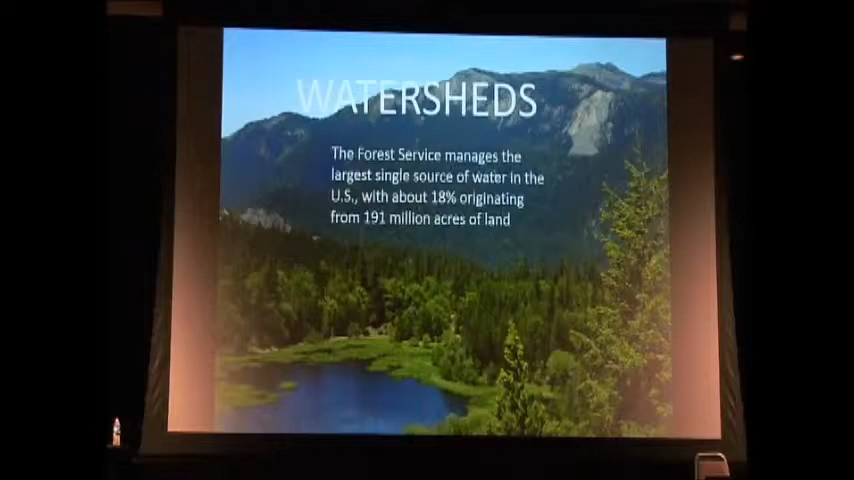 WATERSHEDS
The Forest Service manages the
largest single source of water in the
U.S., with about 18% originating
from 191 million acres of land